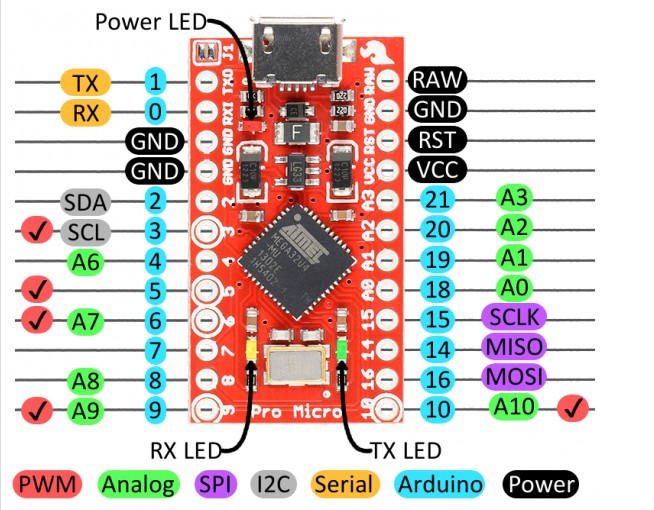 Power LED
TX 1 TXO J1 RAW RAW
RX 0 RXI GND GND
GND GND RST RST
GND GND VCC VCC
SDA 2 2 A3 21 A3
✓ SCL 3 3 A2 20 A2
A6 4 4 A1 19 A1
✓ 5 5 A0 18 A0
✓ A7 6 6 15 15 SCLK
7 7 14 14 MISO
A8 8 8 16 16 MOSI
✓ A9 9 9 Pro Micro 10 10 A10 ✓
F
ATMEL
MEGA32U4
-MU
RX LED TX LED
PWM Analog SPI I2C Serial Arduino Power